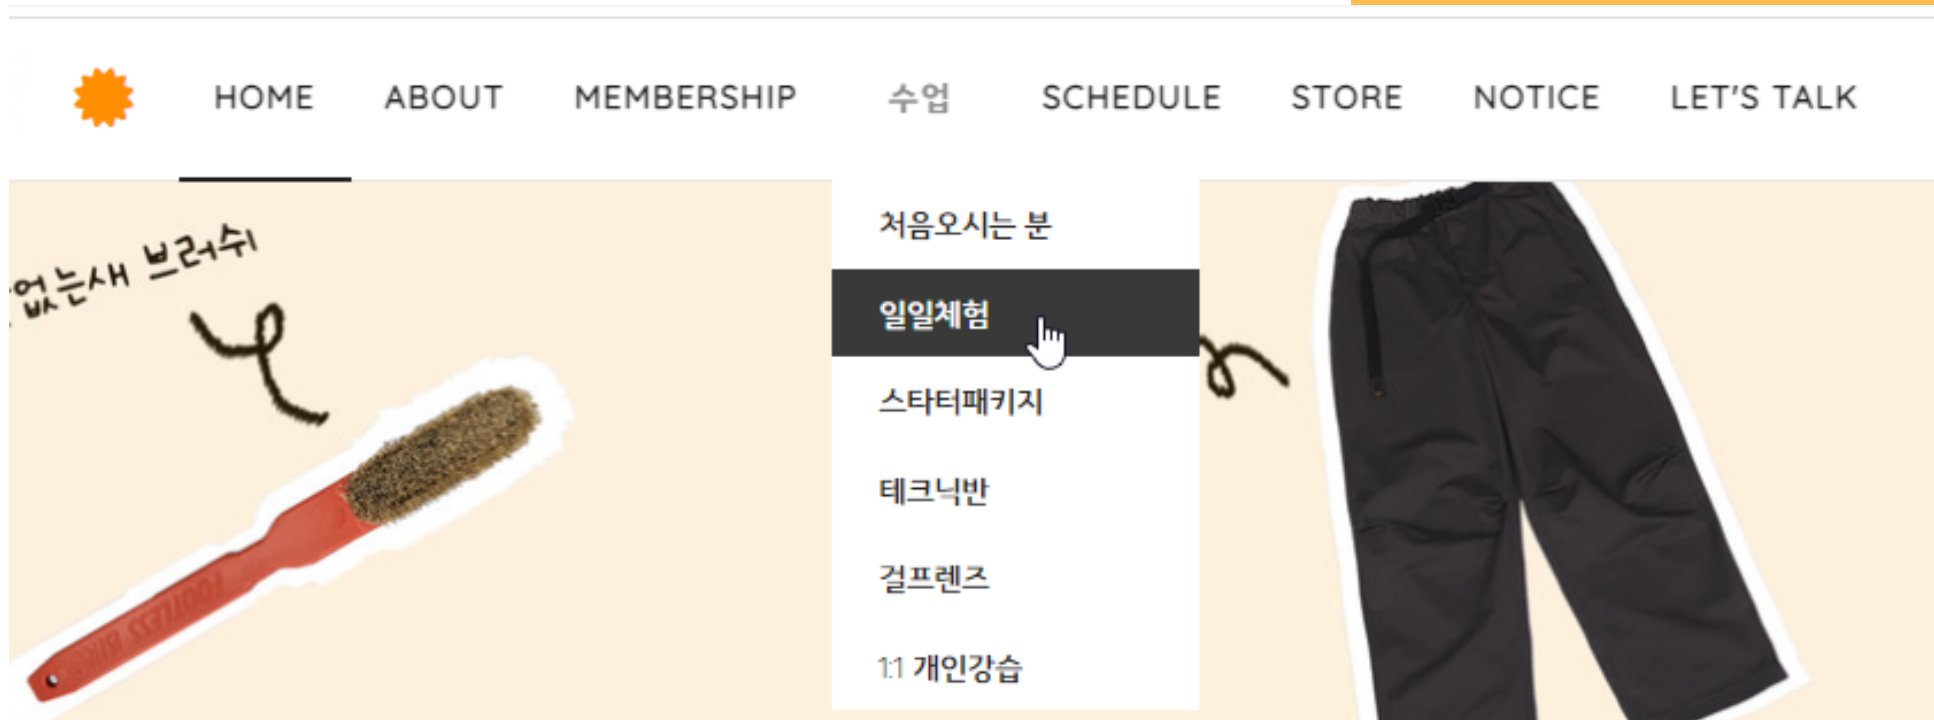 HOME ABOUT MEMBERSHIP 수업 SCHEDULE STORE NOTICE LET'S TALK
없는새 브러쉬
처음오시는 분
일일체험
스타터패키지
테크닉반
걸프렌즈
1:1 개인강습
FOOTLESS